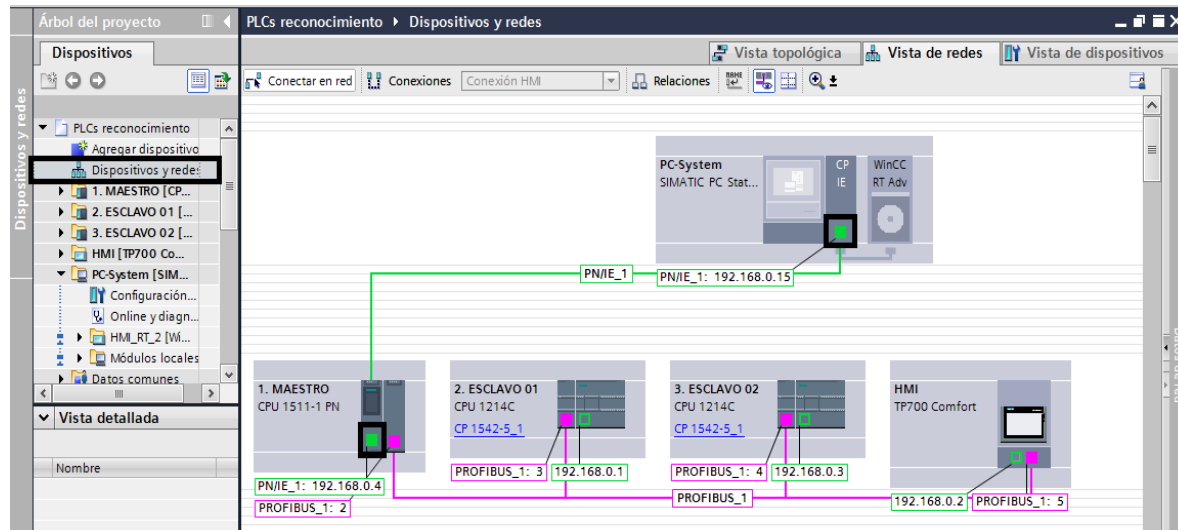 Árbol del proyecto
PLCs reconocimiento Dispositivos y redes
Dispositivos
Vista topológica Vista de redes Vista de dispositivos
Conectar en red Conexiones Conexión HMI Relaciones
Dispositivos y redes
PLCs reconocimiento
Agregar dispositivo
Dispositivos y redes
1. MAESTRO [CP...
2. ESCLAVO 01 [...
3. ESCLAVO 02 [...
HMI [TP700 Co...
PC-System [SIM...
Configuración...
Online y diagn...
HMI_RT_2 [Wi...
Módulos locales
Datos comunes
Vista detallada
Nombre
PC-System
SIMATIC PC Stat...
CP
IE
WinCC
RT Adv
PN/IE_1
PN/IE_1: 192.168.0.15
1. MAESTRO
CPU 1511-1 PN
PN/IE_1: 192.168.0.4
PROFIBUS_1: 2
2. ESCLAVO 01
CPU 1214C
CP 1542-5_1
PROFIBUS_1: 3
192.168.0.1
3. ESCLAVO 02
CPU 1214C
CP 1542-5_1
PROFIBUS_1: 4
192.168.0.3
PROFIBUS_1
HMI
TP700 Comfort
192.168.0.2
PROFIBUS_1: 5